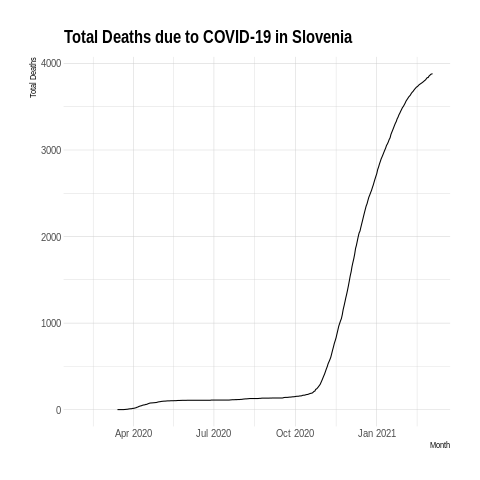 Total Deaths due to COVID-19 in Slovenia
Total Deaths
4000
3000
2000
1000
0
Apr 2020 Jul 2020 Oct 2020 Jan 2021
Month